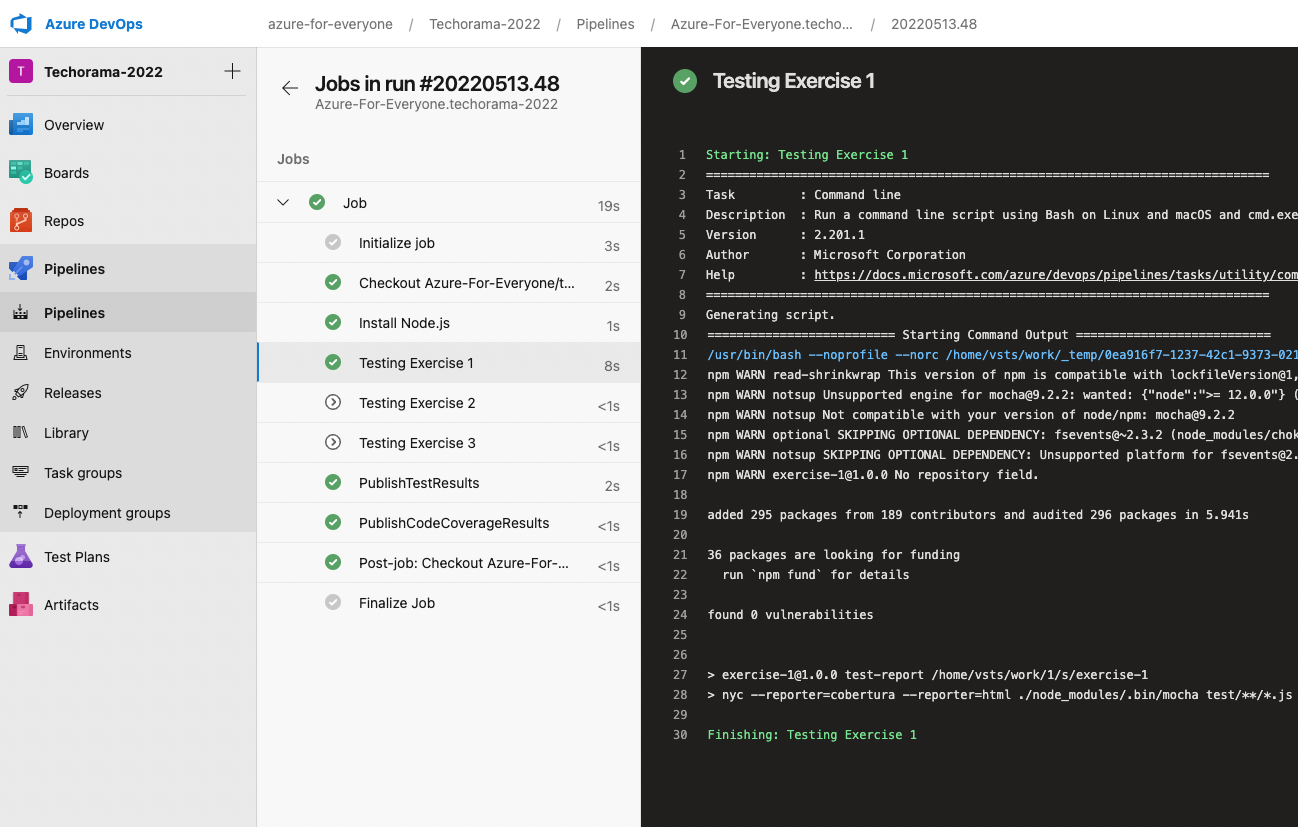 Azure DevOps
azure-for-everyone / Techorama-2022 / Pipelines / Azure-For-Everyone.techo... / 20220513.48
T Techorama-2022
Overview
Boards
Repos
Pipelines
Pipelines
Environments
Releases
Library
Task groups
Deployment groups
Test Plans
Artifacts
Jobs in run #20220513.48
Azure-For-Everyone.techorama-2022
Jobs
Job 19s
Initialize job 3s
Checkout Azure-For-Everyone/t... 2s
Install Node.js 1s
Testing Exercise 1 8s
Testing Exercise 2 <1s
Testing Exercise 3 <1s
PublishTestResults 2s
PublishCodeCoverageResults <1s
Post-job: Checkout Azure-For-... <1s
Finalize Job <1s
Testing Exercise 1
1 Starting: Testing Exercise 1
2 ==============================================================================
3 Task : Command line
4 Description : Run a command line script using Bash on Linux and macOS and cmd.exe
5 Version : 2.201.1
6 Author : Microsoft Corporation
7 Help : https://docs.microsoft.com/azure/devops/pipelines/tasks/utility/com
8 ==============================================================================
9 Generating script.
10 ========================== Starting Command Output ===========================
11 /usr/bin/bash --noprofile --norc /home/vsts/work/_temp/0ea916f7-1237-42c1-9373-021
12 npm WARN read-shrinkwrap This version of npm is compatible with lockfileVersion@1,
13 npm WARN notsup Unsupported engine for mocha@9.2.2: wanted: {"node":">= 12.0.0"} (
14 npm WARN notsup Not compatible with your version of node/npm: mocha@9.2.2
15 npm WARN optional SKIPPING OPTIONAL DEPENDENCY: fsevents@~2.3.2 (node_modules/chok
16 npm WARN notsup SKIPPING OPTIONAL DEPENDENCY: Unsupported platform for fsevents@2.
17 npm WARN exercise-1@1.0.0 No repository field.
18
19 added 295 packages from 189 contributors and audited 296 packages in 5.941s
20
21 36 packages are looking for funding
22 run `npm fund` for details
23
24 found 0 vulnerabilities
25
26
27 > exercise-1@1.0.0 test-report /home/vsts/work/1/s/exercise-1
28 > nyc --reporter=cobertura --reporter=html ./node_modules/.bin/mocha test/**/*.js
29
30 Finishing: Testing Exercise 1